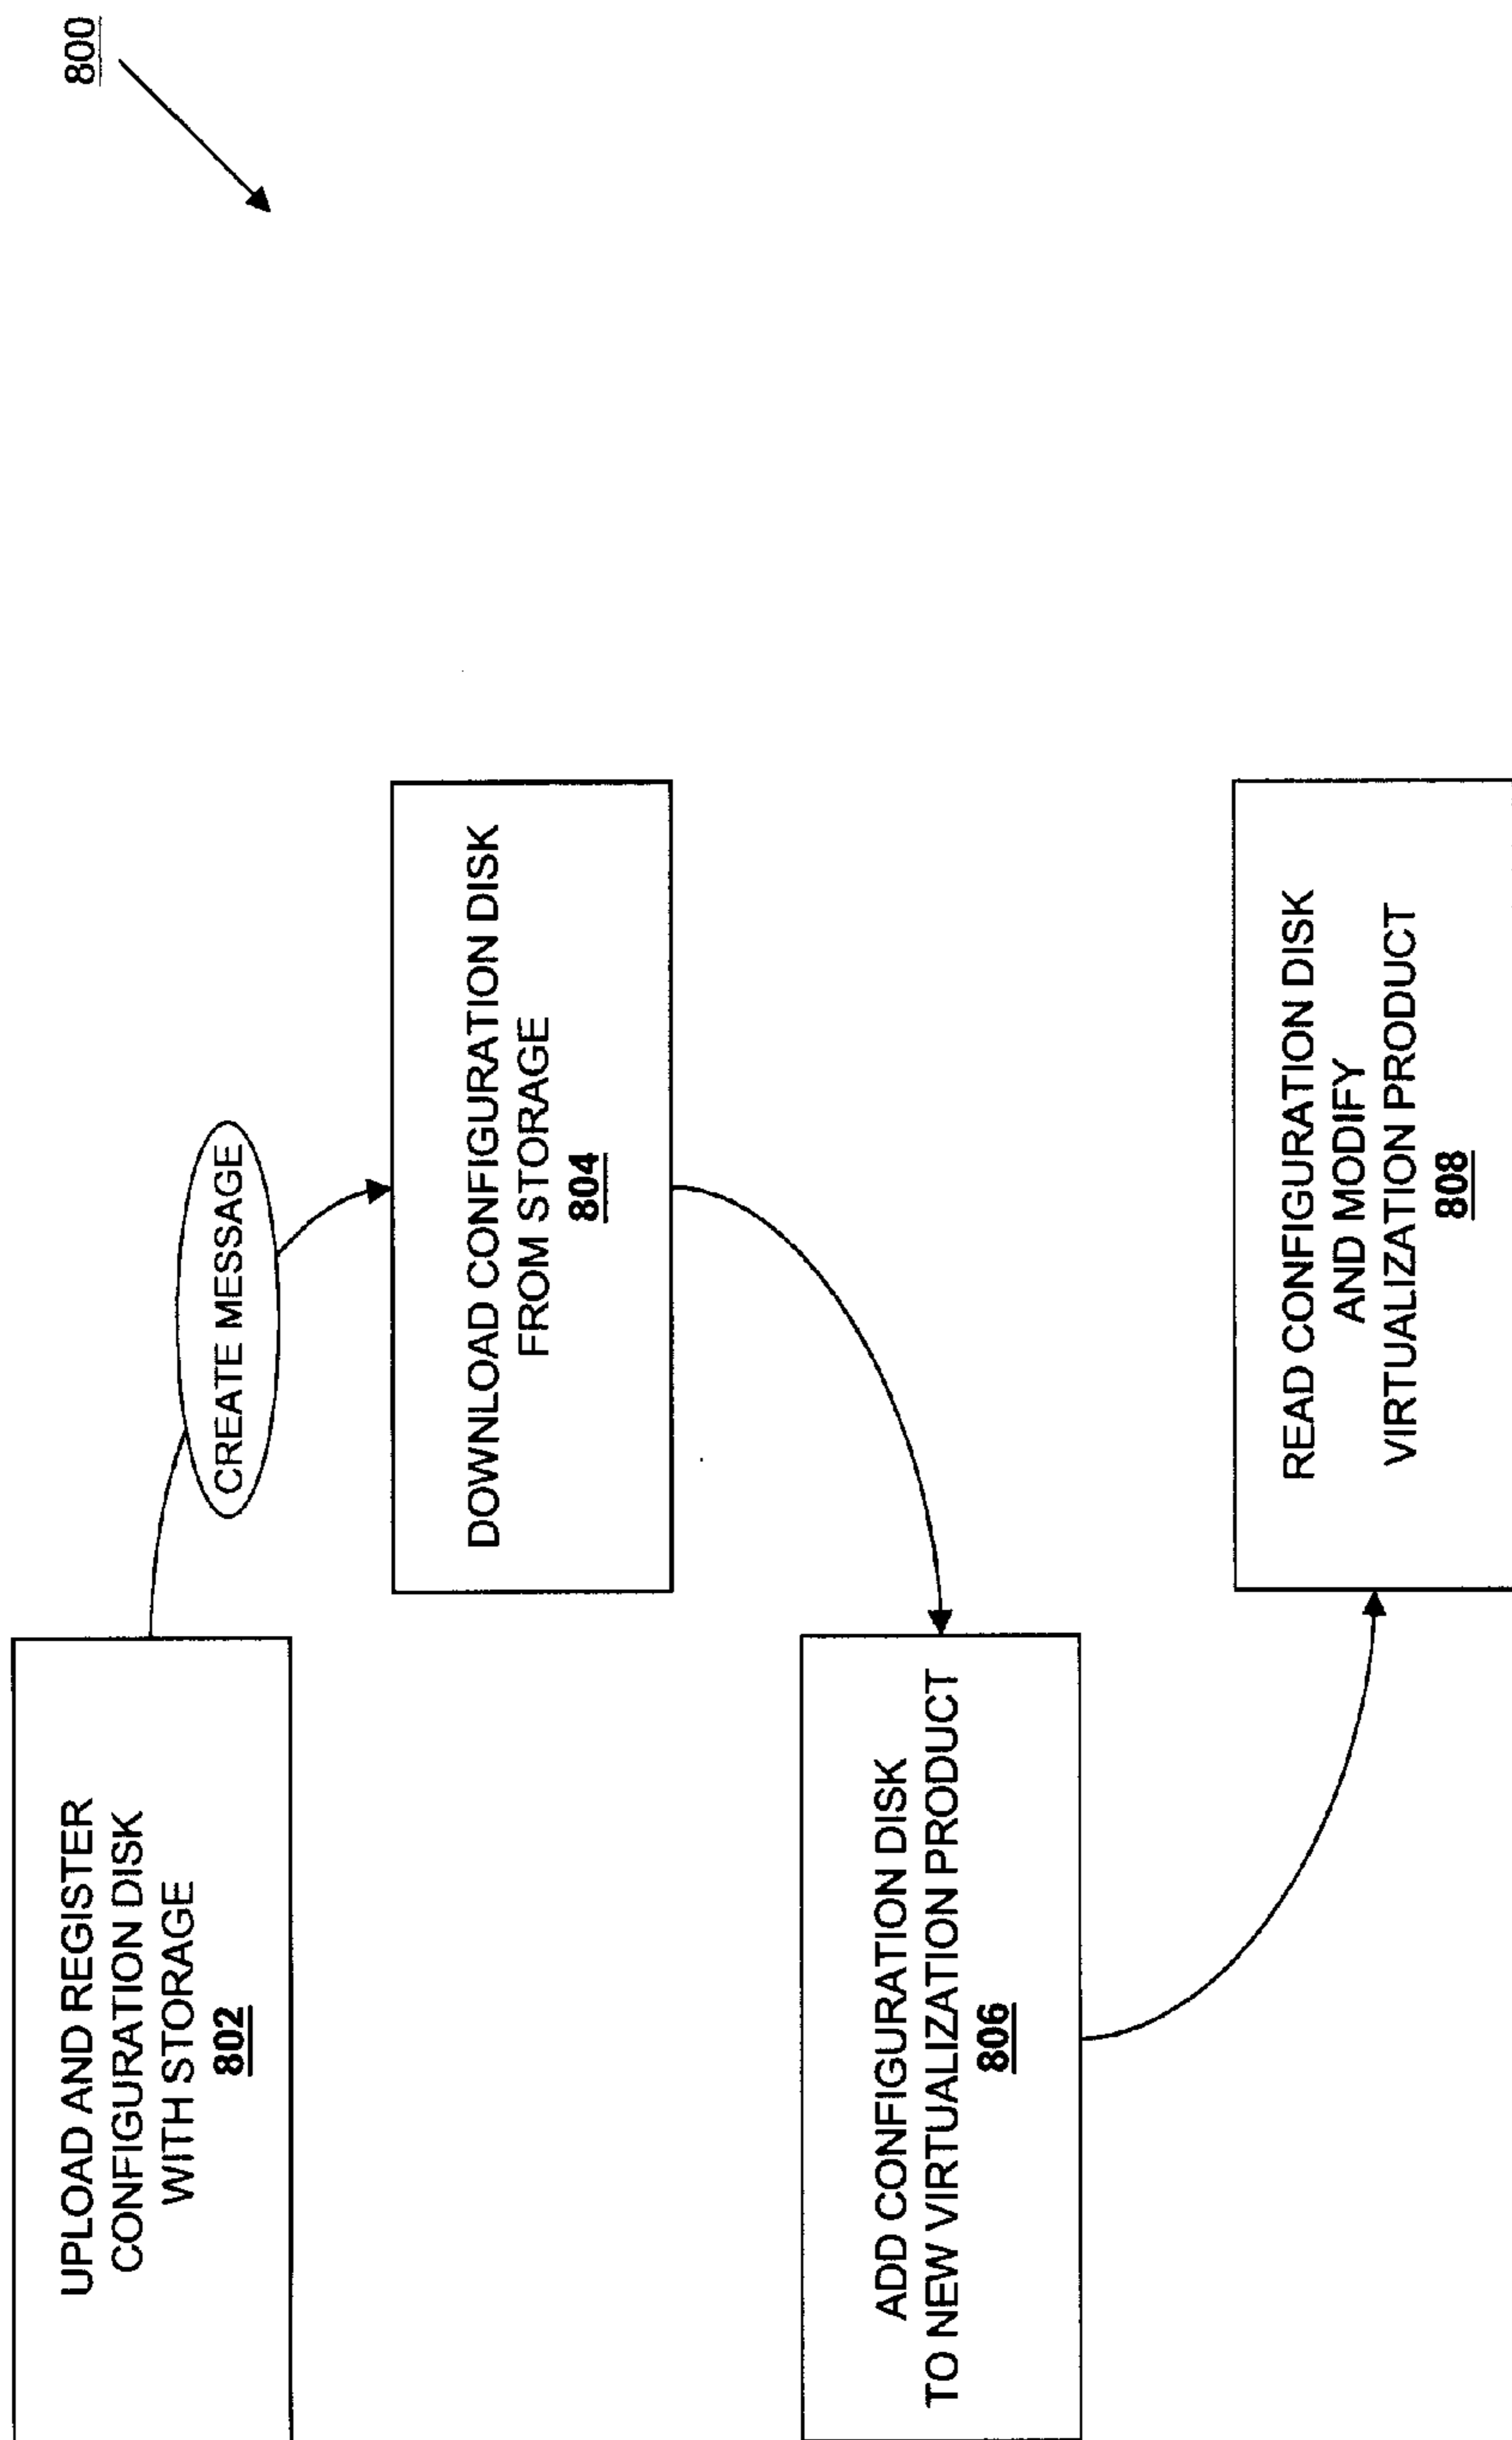 800
UPLOAD AND REGISTER
CONFIGURATION DISK
WITH STORAGE
802
CREATE MESSAGE
DOWNLOAD CONFIGURATION DISK
FROM STORAGE
804
ADD CONFIGURATION DISK
TO NEW VIRTUALIZATION PRODUCT
806
READ CONFIGURATION DISK
AND MODIFY
VIRTUALIZATION PRODUCT
808